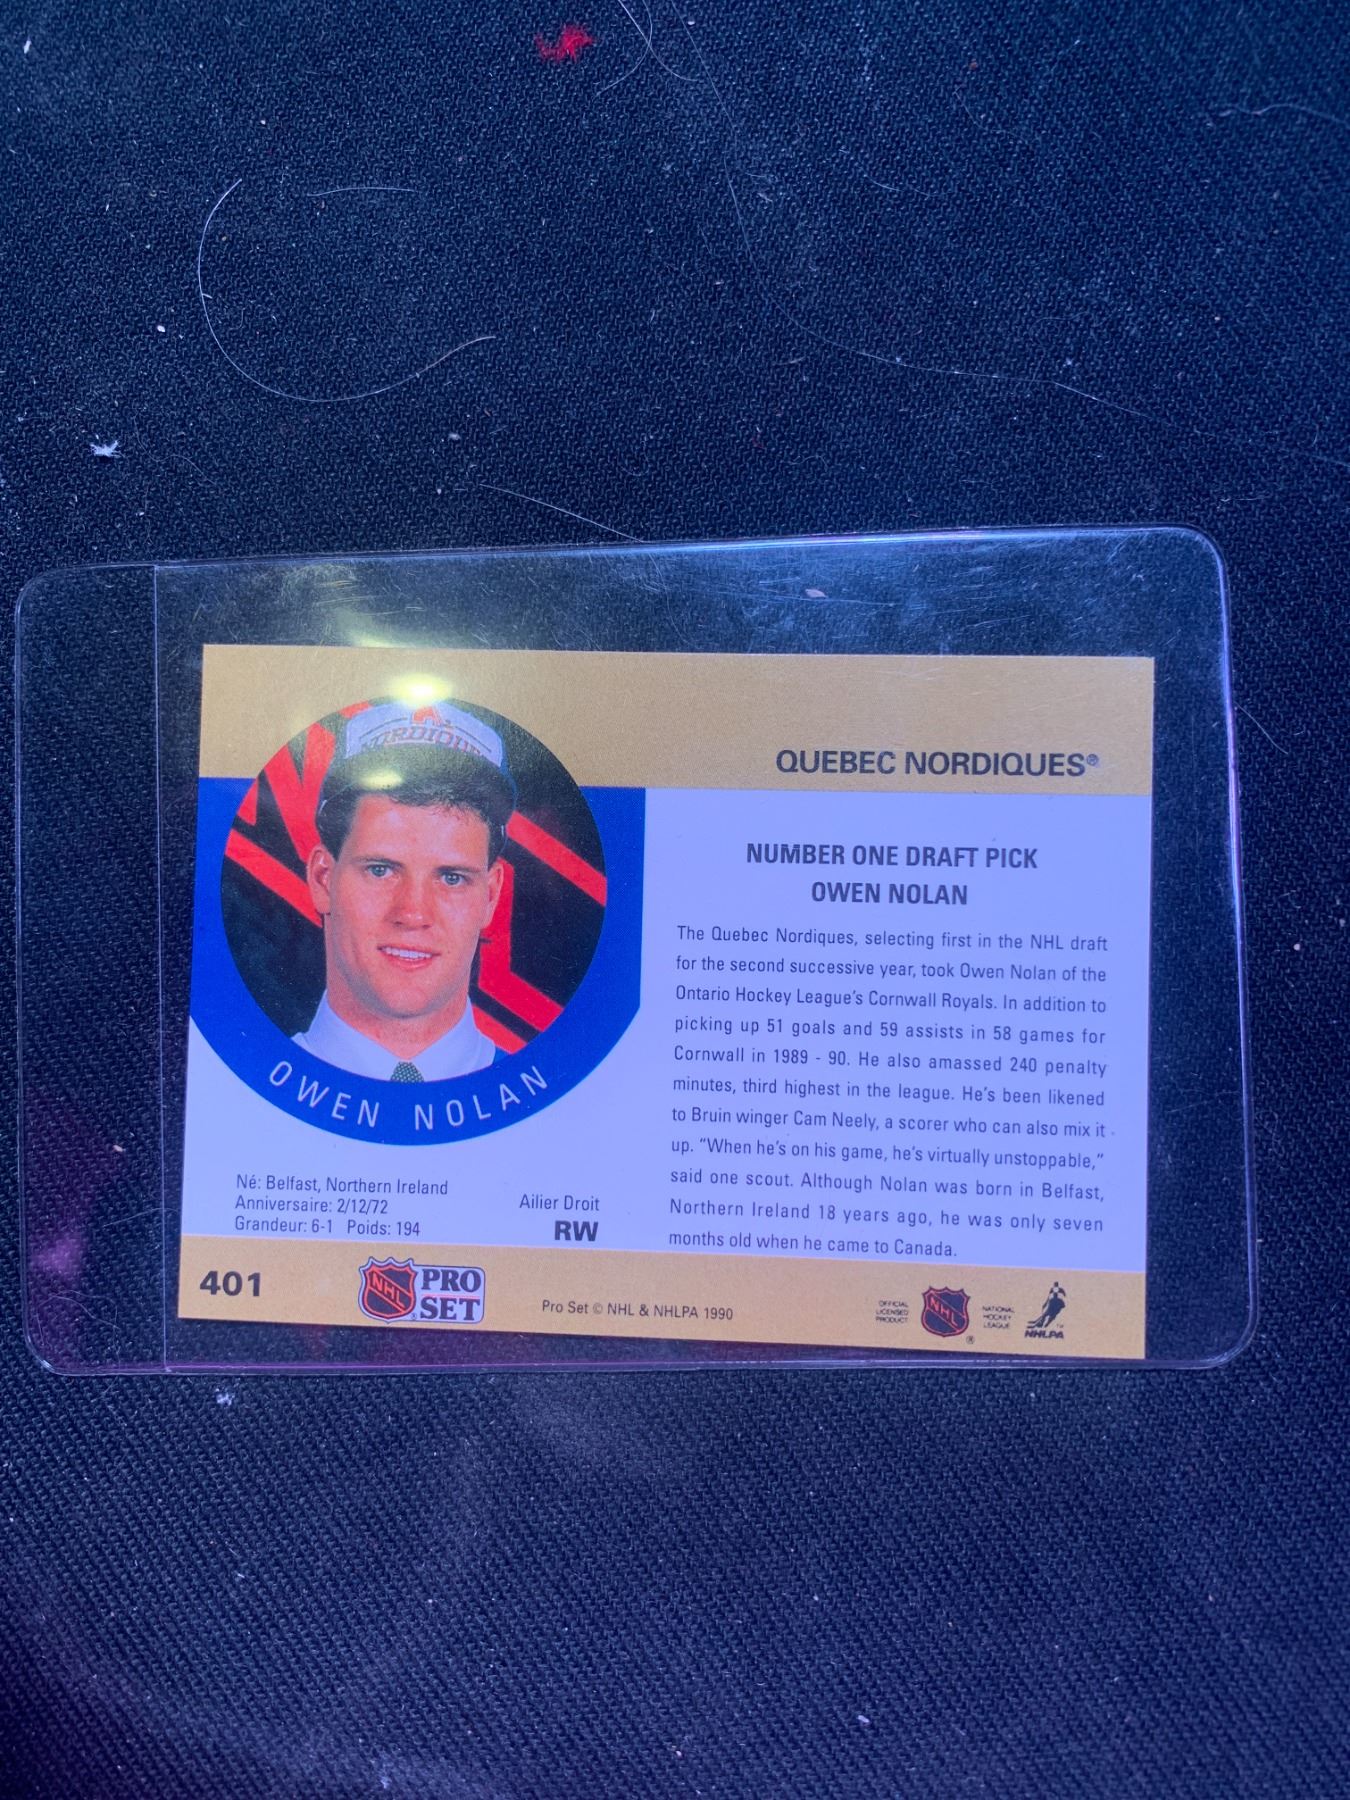 NORDIQUES
QUEBEC NORDIQUES®
NUMBER ONE DRAFT PICK
OWEN NOLAN
The Quebec Nordiques, selecting first in the NHL draft
for the second successive year, took Owen Nolan of the
Ontario Hockey League's Cornwall Royals. In addition to
picking up 51 goals and 59 assists in 58 games for
Cornwall in 1989 - 90. He also amassed 240 penalty
minutes, third highest in the league. He's been likened
to Bruin winger Cam Neely, a scorer who can also mix it
up. "When he's on his game, he's virtually unstoppable,"
said one scout. Although Nolan was born in Belfast,
Northern Ireland 18 years ago, he was only seven
months old when he came to Canada.
OWEN NOLAN
Né: Belfast, Northern Ireland
Anniversaire: 2/12/72
Grandeur: 6-1 Poids: 194
Ailier Droit
RW
401
NHL
®
PRO
SET
Pro Set © NHL & NHLPA 1990
OFFICIAL
LICENSED
PRODUCT
NHL
®
NATIONAL
HOCKEY
LEAGUE
TM
NHLPA